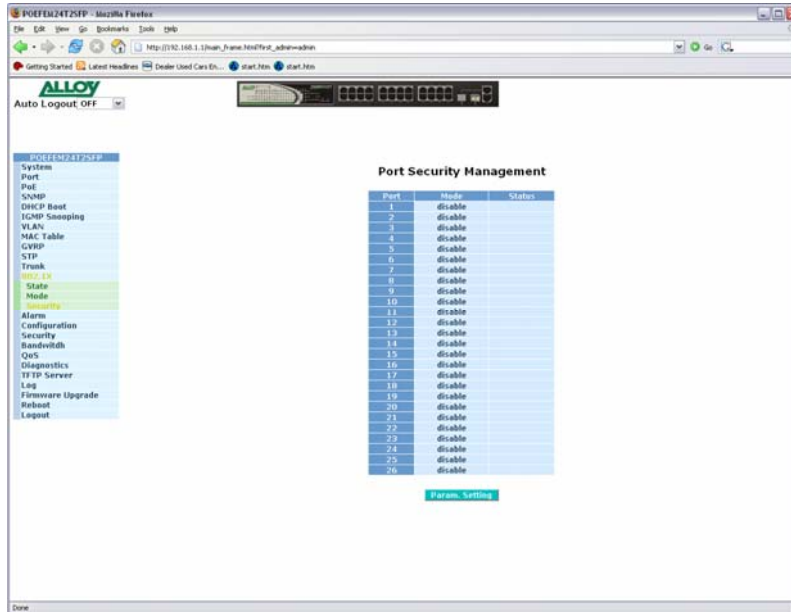 POEFEM24T2SFP - Mozilla Firefox
File Edit View Go Bookmarks Tools Help
http://192.168.1.1/main_frame.html?first_admin=admin
Go
Getting Started Latest Headlines Dealer Used Cars En... start.htm start.htm
ALLOY
Auto Logout OFF
POEFEM24T2SFP
System
Port
PoE
SNMP
DHCP Boot
IGMP Snooping
VLAN
MAC Table
GVRP
STP
Trunk
802.1X
State
Mode
Security
Alarm
Configuration
Security
Bandwitdh
QoS
Diagnostics
TFTP Server
Log
Firmware Upgrade
Reboot
Logout
Port Security Management
Port Mode Status
1 disable
2 disable
3 disable
4 disable
5 disable
6 disable
7 disable
8 disable
9 disable
10 disable
11 disable
12 disable
13 disable
14 disable
15 disable
16 disable
17 disable
18 disable
19 disable
20 disable
21 disable
22 disable
23 disable
24 disable
25 disable
26 disable
Param. Setting
Done